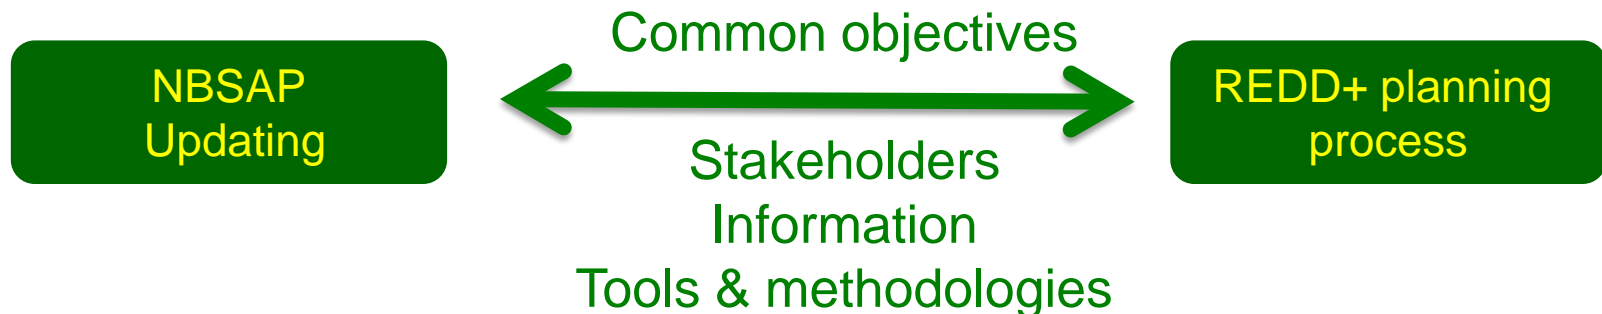 NBSAP
Updating
Common objectives
Stakeholders
Information
Tools & methodologies
REDD+ planning
process